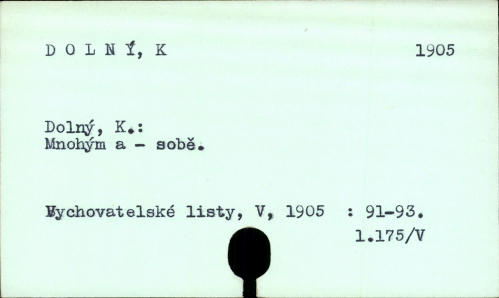 DOLNÝ, K 1905
Dolný, K.:
Mnohým a - sobě.
Vychovatelské listy, V, 1905 : 91-93.
1.175/V